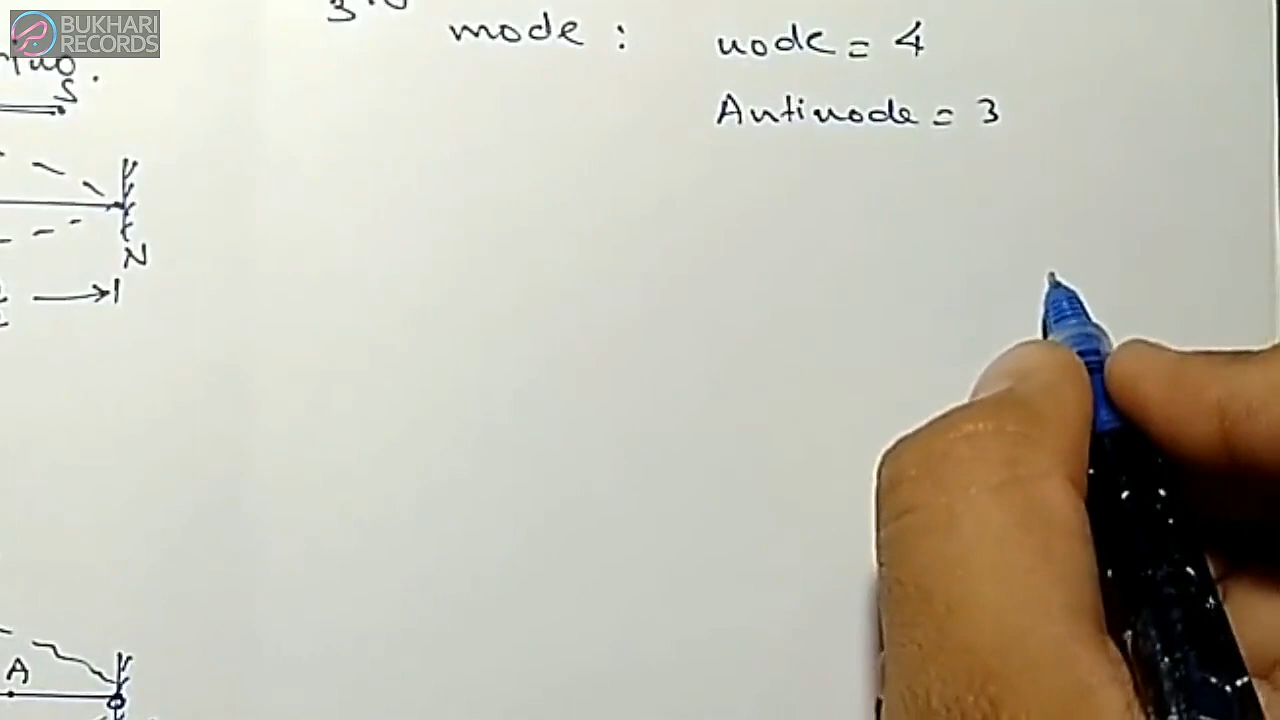 BUKHARI
RECORDS
mode : node = 4
Antinode = 3
N
A